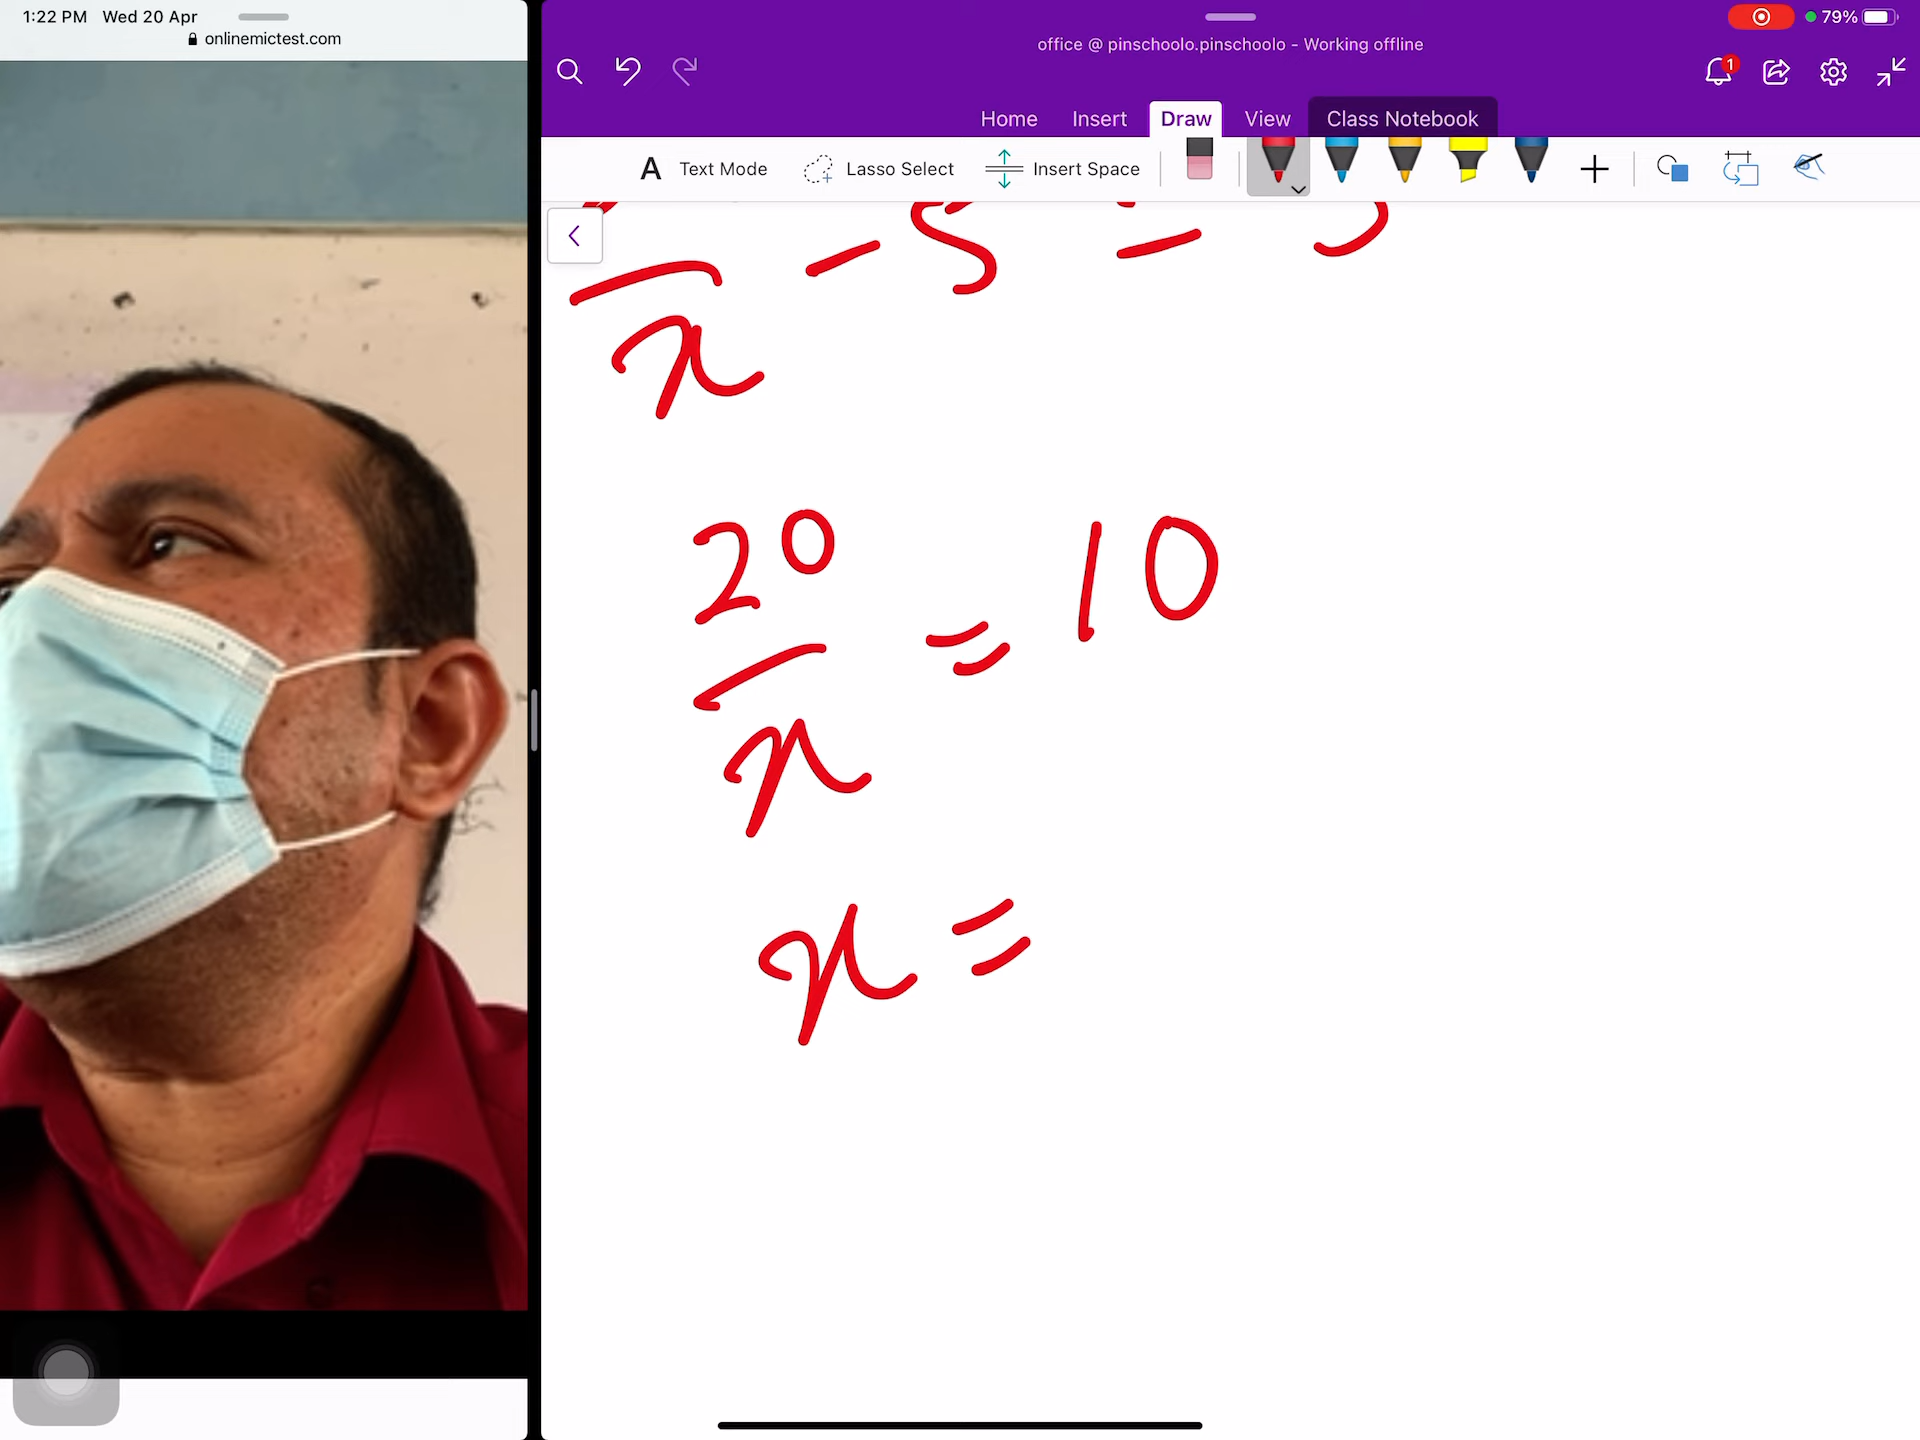 1:22 PM Wed 20 Apr
onlinemictest.com
79%
office @ pinschoolo.pinschoolo - Working offline
1
Home Insert Draw View Class Notebook
A Text Mode Lasso Select Insert Space
x - 5 =
20
x
= 10
x =